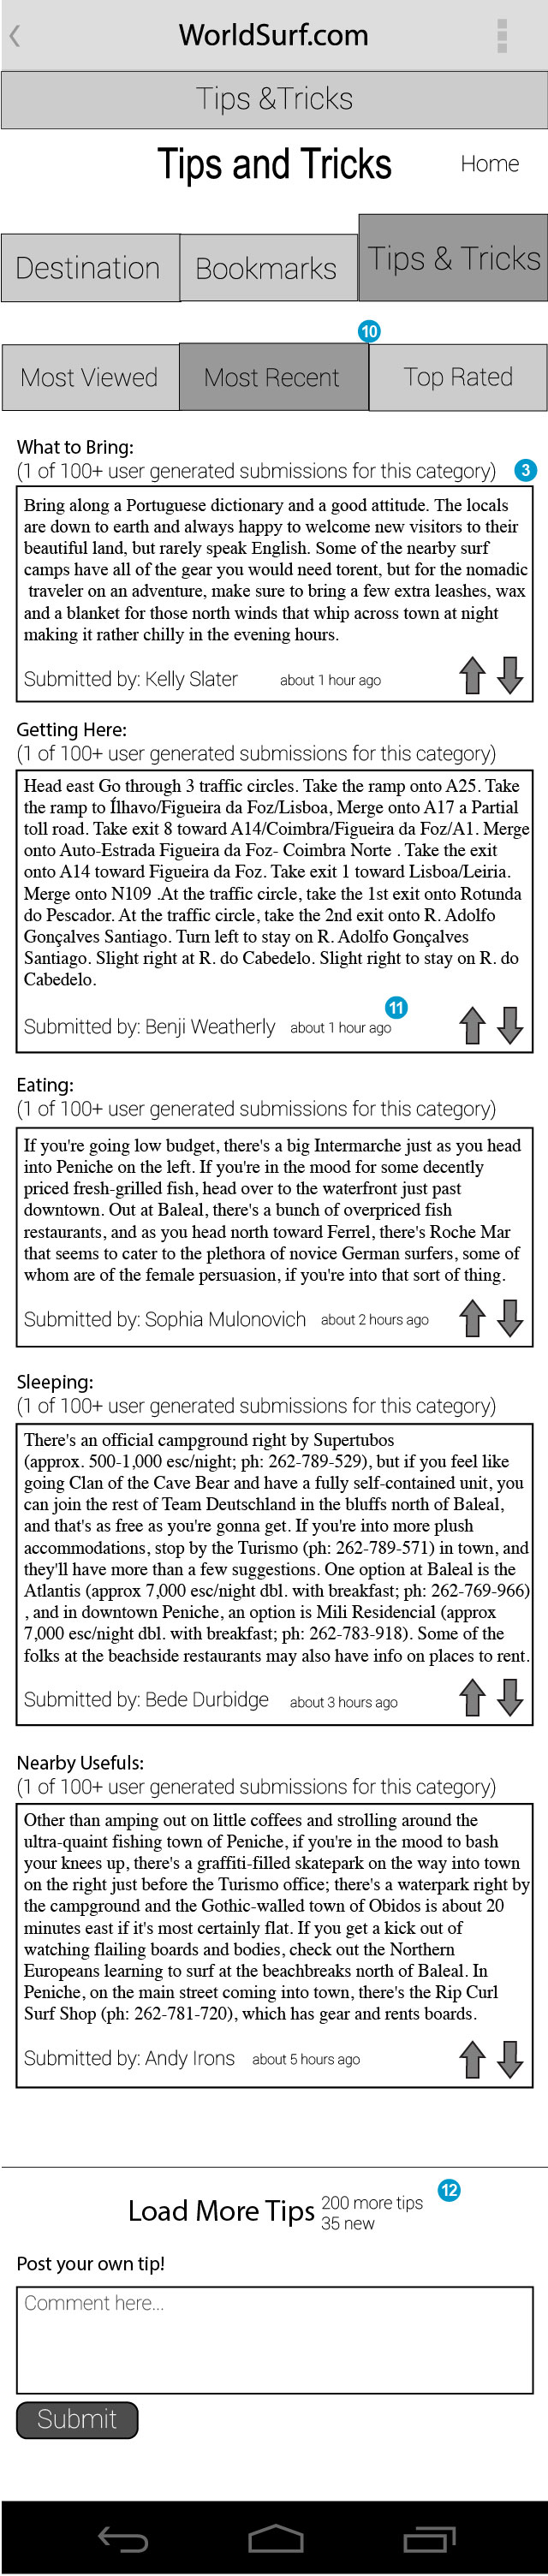 WorldSurf.com
Tips &Tricks
Tips and Tricks
Home
Destination
Bookmarks
Tips & Tricks
10
Most Viewed
Most Recent
Top Rated
What to Bring:
(1 of 100+ user generated submissions for this category)
3
Bring along a Portuguese dictionary and a good attitude. The locals
are down to earth and always happy to welcome new visitors to their
beautiful land, but rarely speak English. Some of the nearby surf
camps have all of the gear you would need torent, but for the nomadic
traveler on an adventure, make sure to bring a few extra leashes, wax
and a blanket for those north winds that whip across town at night
making it rather chilly in the evening hours.
Submitted by: Kelly Slater
about 1 hour ago
Getting Here:
(1 of 100+ user generated submissions for this category)
Head east Go through 3 traffic circles. Take the ramp onto A25. Take
the ramp to Ílhavo/Figueira da Foz/Lisboa, Merge onto A17 a Partial
toll road. Take exit 8 toward A14/Coimbra/Figueira da Foz/A1. Merge
onto Auto-Estrada Figueira da Foz- Coimbra Norte . Take the exit
onto A14 toward Figueira da Foz. Take exit 1 toward Lisboa/Leiria.
Merge onto N109 .At the traffic circle, take the 1st exit onto Rotunda
do Pescador. At the traffic circle, take the 2nd exit onto R. Adolfo
Gonçalves Santiago. Turn left to stay on R. Adolfo Gonçalves
Santiago. Slight right at R. do Cabedelo. Slight right to stay on R. do
Cabedelo.
11
Submitted by: Benji Weatherly
about 1 hour ago
Eating:
(1 of 100+ user generated submissions for this category)
If you're going low budget, there's a big Intermarche just as you head
into Peniche on the left. If you're in the mood for some decently
priced fresh-grilled fish, head over to the waterfront just past
downtown. Out at Baleal, there's a bunch of overpriced fish
restaurants, and as you head north toward Ferrel, there's Roche Mar
that seems to cater to the plethora of novice German surfers, some of
whom are of the female persuasion, if you're into that sort of thing.
Submitted by: Sophia Mulonovich
about 2 hours ago
Sleeping:
(1 of 100+ user generated submissions for this category)
There's an official campground right by Supertubos
(approx. 500-1,000 esc/night; ph: 262-789-529), but if you feel like
going Clan of the Cave Bear and have a fully self-contained unit, you
can join the rest of Team Deutschland in the bluffs north of Baleal,
and that's as free as you're gonna get. If you're into more plush
accommodations, stop by the Turismo (ph: 262-789-571) in town, and
they'll have more than a few suggestions. One option at Baleal is the
Atlantis (approx 7,000 esc/night dbl. with breakfast; ph: 262-769-966)
, and in downtown Peniche, an option is Mili Residencial (approx
7,000 esc/night dbl. with breakfast; ph: 262-783-918). Some of the
folks at the beachside restaurants may also have info on places to rent.
Submitted by: Bede Durbidge
about 3 hours ago
Nearby Usefuls:
(1 of 100+ user generated submissions for this category)
Other than amping out on little coffees and strolling around the
ultra-quaint fishing town of Peniche, if you're in the mood to bash
your knees up, there's a graffiti-filled skatepark on the way into town
on the right just before the Turismo office; there's a waterpark right by
the campground and the Gothic-walled town of Obidos is about 20
minutes east if it's most certainly flat. If you get a kick out of
watching flailing boards and bodies, check out the Northern
Europeans learning to surf at the beachbreaks north of Baleal. In
Peniche, on the main street coming into town, there's the Rip Curl
Surf Shop (ph: 262-781-720), which has gear and rents boards.
Submitted by: Andy Irons
about 5 hours ago
12
Load More Tips
200 more tips
35 new
Post your own tip!
Comment here...
Submit